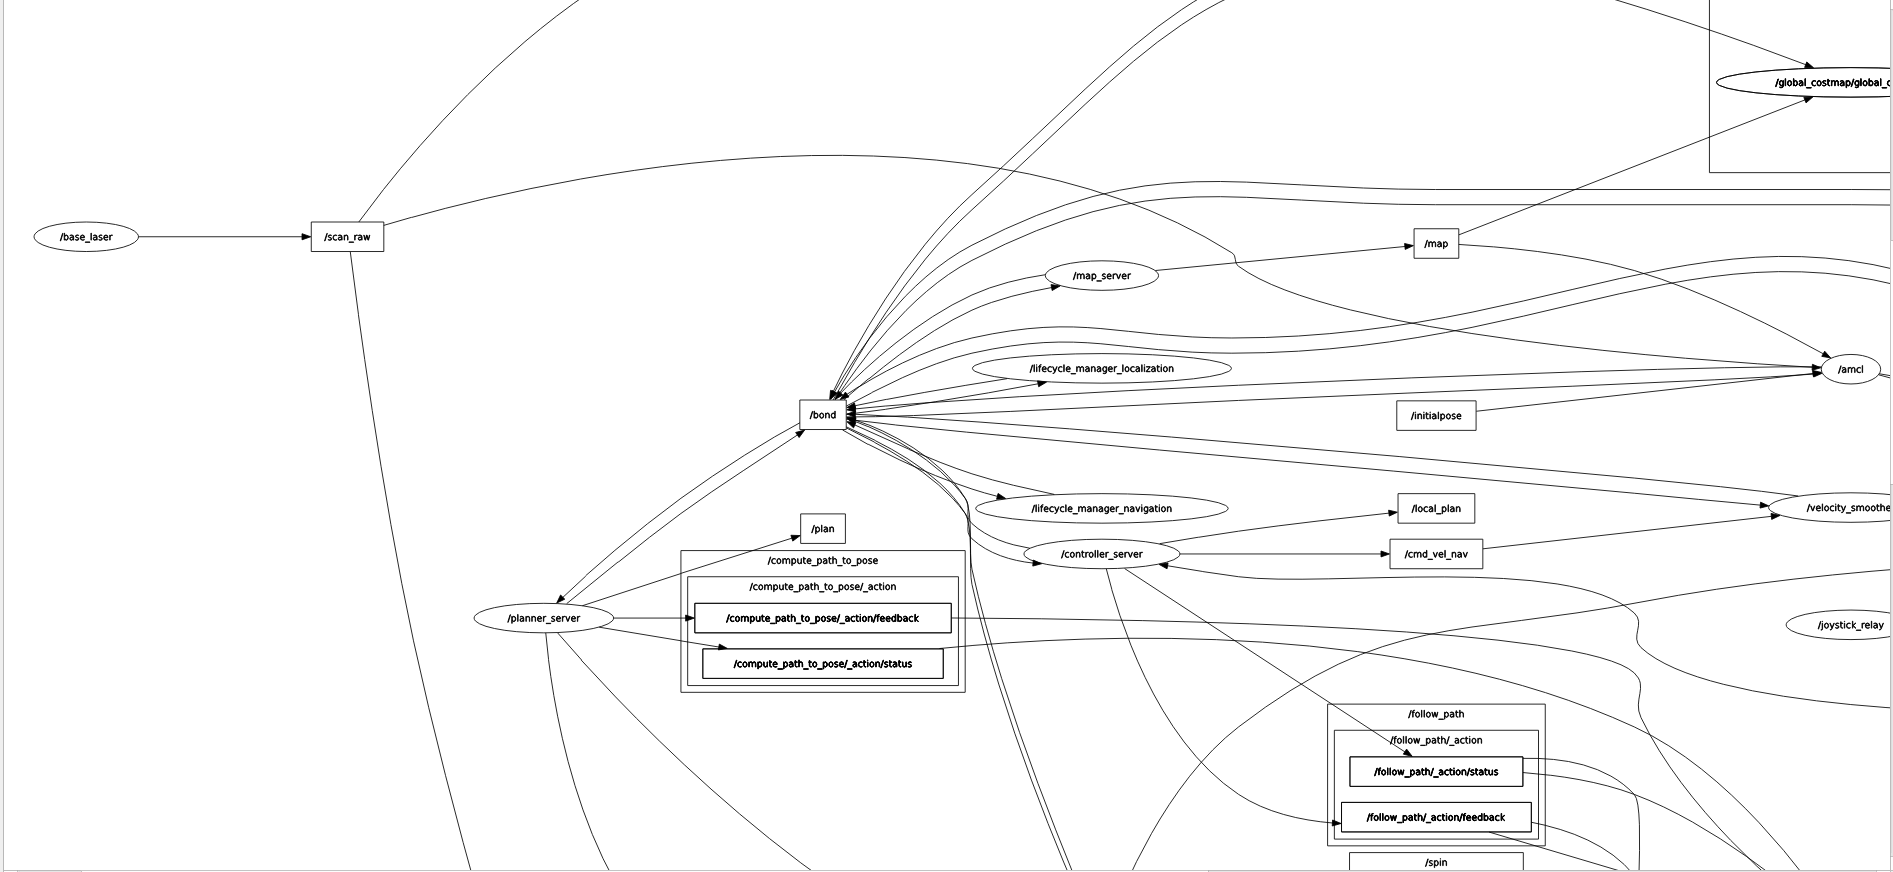 /global_costmap/global_c
/base_laser
/scan_raw
/map
/map_server
/lifecycle_manager_localization
/amcl
/bond
/initialpose
/lifecycle_manager_navigation
/local_plan
/velocity_smoothe
/plan
/controller_server
/cmd_vel_nav
/compute_path_to_pose
/compute_path_to_pose/_action
/planner_server
/compute_path_to_pose/_action/feedback
/joystick_relay
/compute_path_to_pose/_action/status
/follow_path
/follow_path/_action
/follow_path/_action/status
/follow_path/_action/feedback
/spin